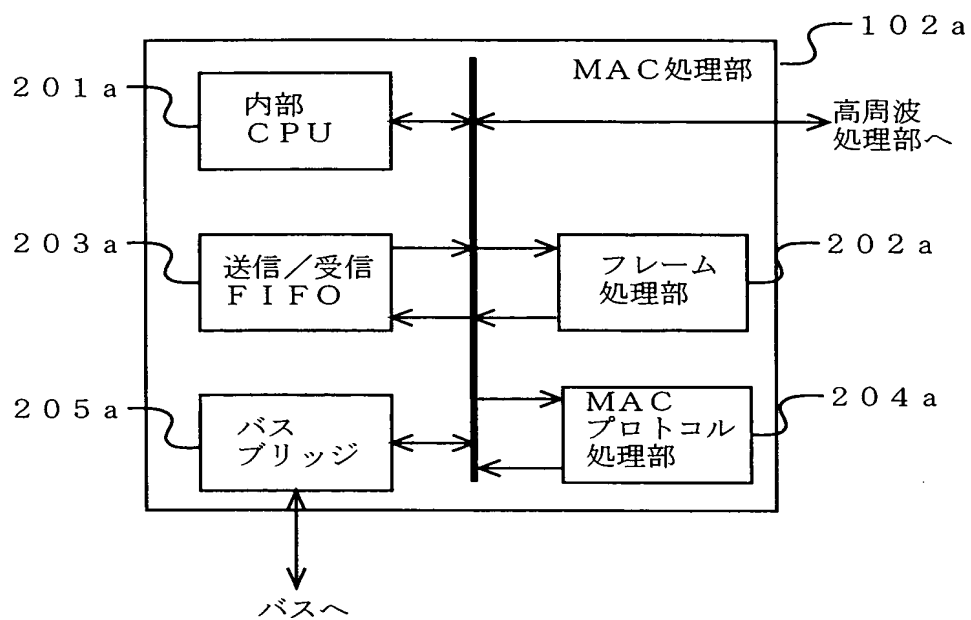 １０２ａ
ＭＡＣ処理部
２０１ａ
内部
ＣＰＵ
高周波
処理部へ
２０３ａ
送信／受信
ＦＩＦＯ
フレーム
処理部
２０２ａ
２０５ａ
バス
ブリッジ
ＭＡＣ
プロトコル
処理部
２０４ａ
バスへ